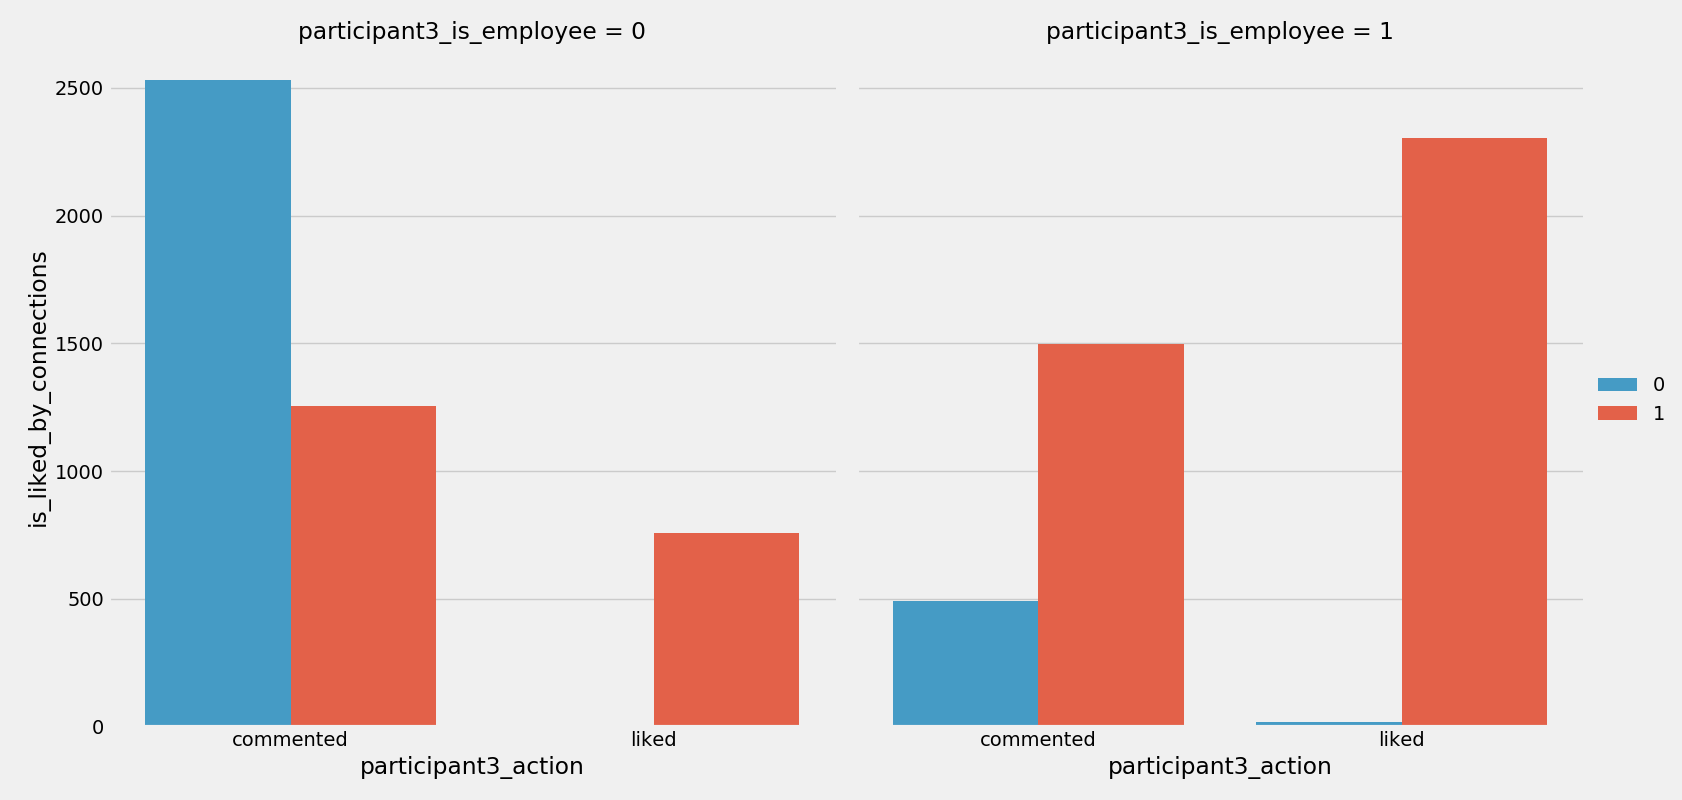 participant3_is_employee = 0
participant3_is_employee = 1
is_liked_by_connections
2500
2000
1500
1000
500
0
commented
liked
commented
liked
participant3_action
participant3_action
0
1